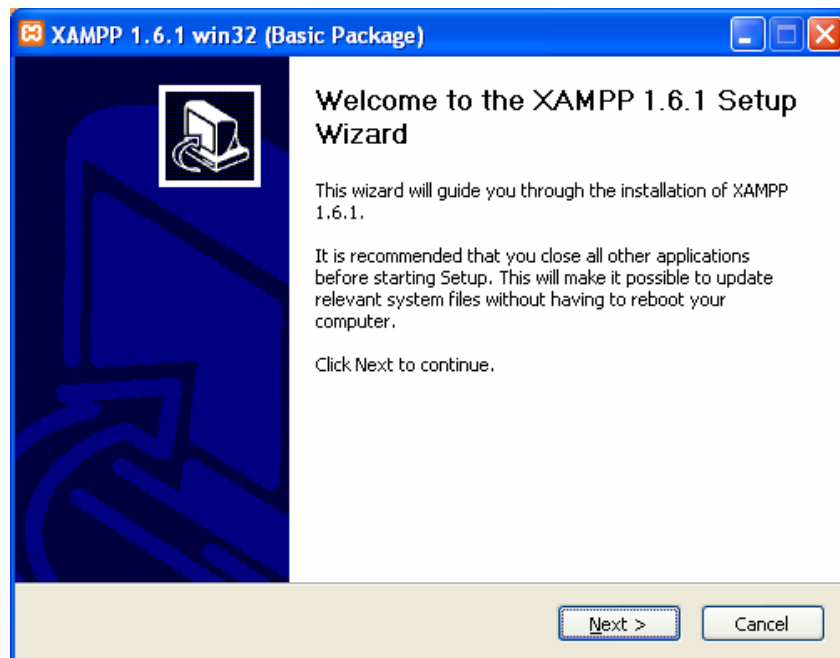 XAMPP 1.6.1 win32 (Basic Package)
Welcome to the XAMPP 1.6.1 Setup
Wizard
This wizard will guide you through the installation of XAMPP
1.6.1.
It is recommended that you close all other applications
before starting Setup. This will make it possible to update
relevant system files without having to reboot your
computer.
Click Next to continue.
Next >
Cancel